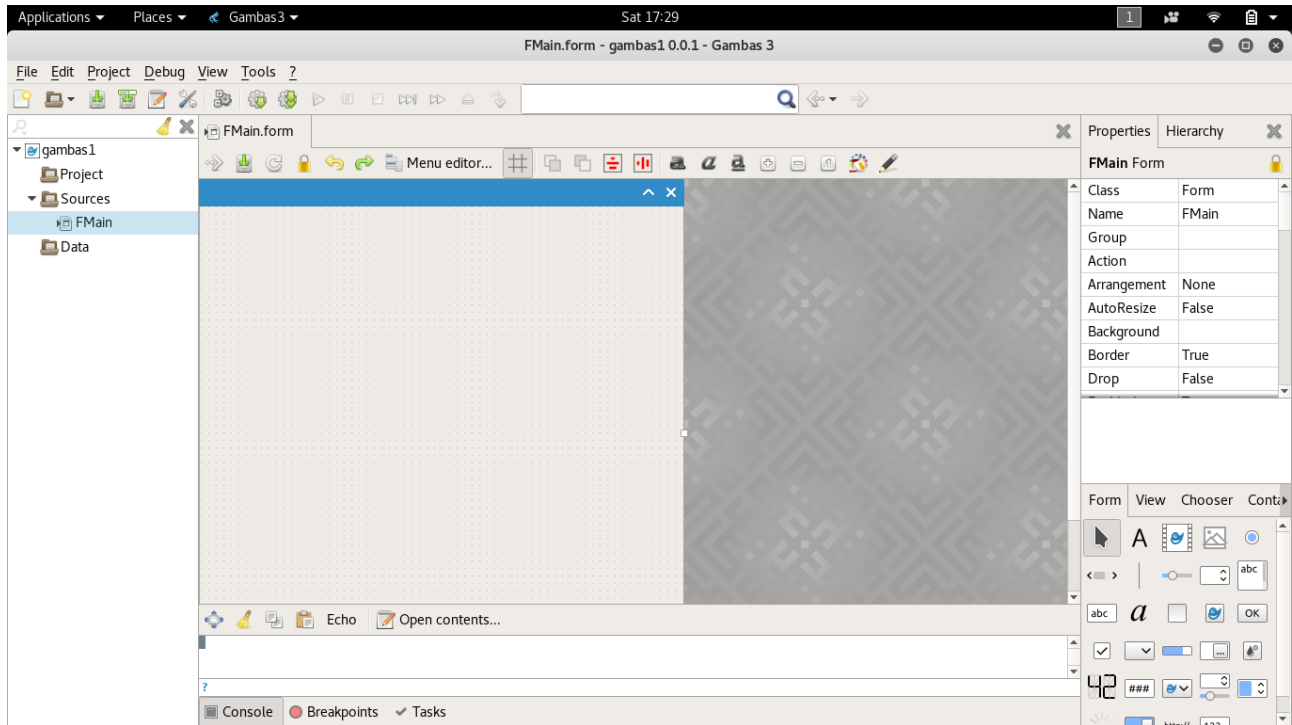 Applications Places Gambas3 Sat 17:29 1
FMain.form - gambas1 0.0.1 - Gambas 3
File Edit Project Debug View Tools ?
FMain.form
Menu editor... a a a
gambas1
Project
Sources
FMain
Data
Properties Hierarchy
FMain Form
Class Form
Name FMain
Group
Action
Arrangement None
AutoResize False
Background
Border True
Drop False
Form View Chooser
A
abc
abc a OK
...
42 ###
Echo Open contents...
?
Console Breakpoints Tasks